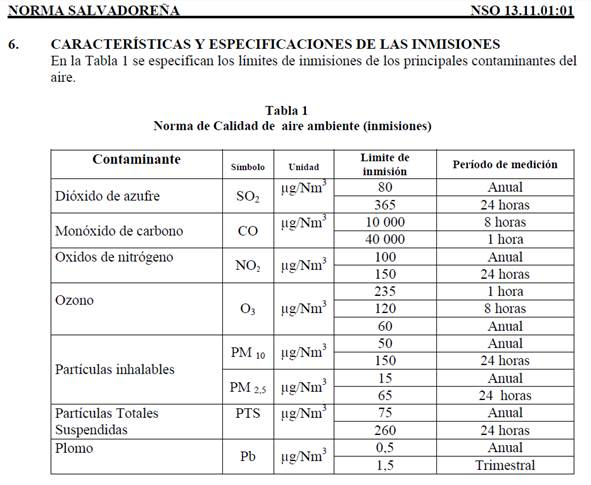 NORMA SALVADOREÑA NSO 13.11.01:01
6. CARACTERÍSTICAS Y ESPECIFICACIONES DE LAS INMISIONES
En la Tabla 1 se especifican los límites de inmisiones de los principales contaminantes del
aire.
Tabla 1
Norma de Calidad de aire ambiente (inmisiones)
Contaminante Símbolo Unidad Limite de inmisión Período de medición
Dióxido de azufre SO2 µg/Nm3 80 Anual
365 24 horas
Monóxido de carbono CO µg/Nm3 10 000 8 horas
40 000 1 hora
Oxidos de nitrógeno NO2 µg/Nm3 100 Anual
150 24 horas
Ozono O3 µg/Nm3 235 1 hora
120 8 horas
60 Anual
Partículas inhalables PM 10 µg/Nm3 50 Anual
150 24 horas
PM 2,5 µg/Nm3 15 Anual
65 24 horas
Partículas Totales Suspendidas PTS µg/Nm3 75 Anual
260 24 horas
Plomo Pb µg/Nm3 0,5 Anual
1,5 Trimestral